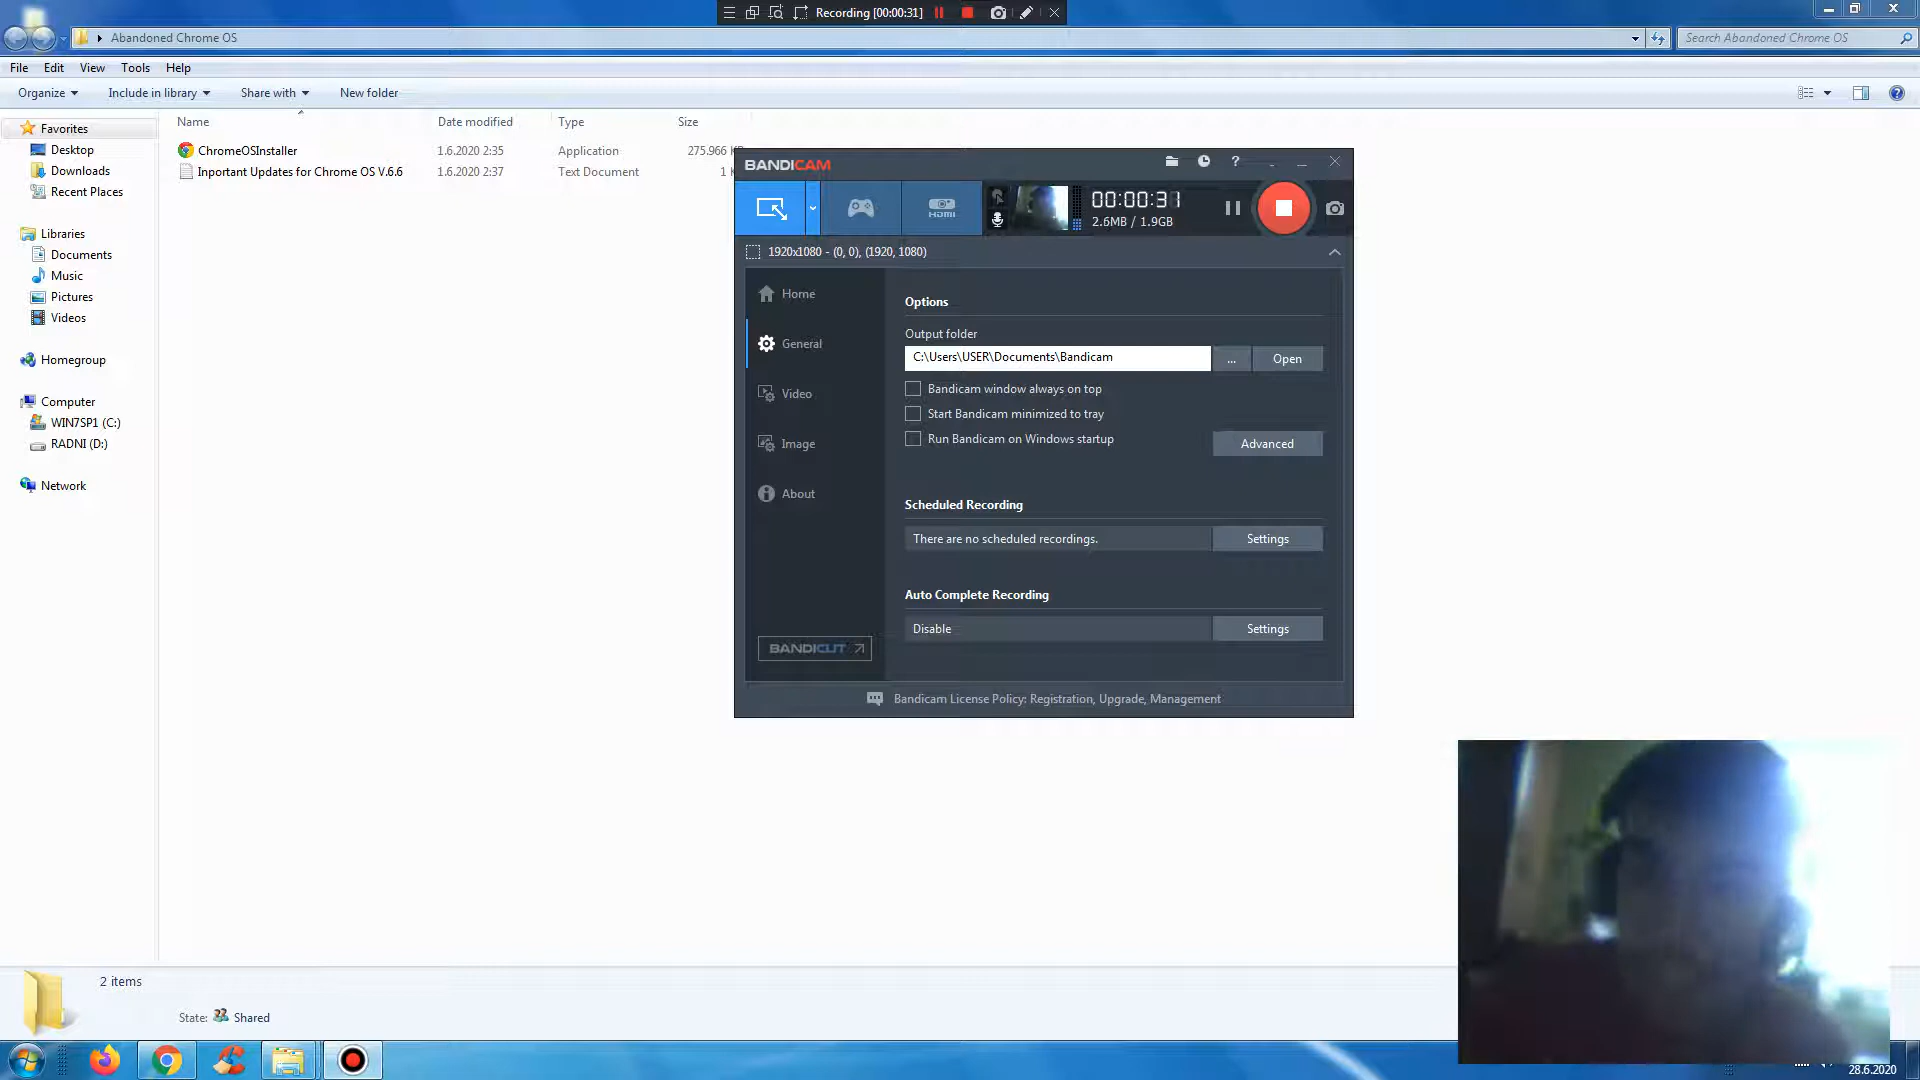 Recording [00:00:31]
Abandoned Chrome OS
Search Abandoned Chrome OS
File Edit View Tools Help
Organize Include in library Share with New folder
Name Date modified Type Size
ChromeOSInstaller 1.6.2020 2:35 Application 275.966 K
Inportant Updates for Chrome OS V.6.6 1.6.2020 2:37 Text Document 1 K
Favorites
Desktop
Downloads
Recent Places
Libraries
Documents
Music
Pictures
Videos
Homegroup
Computer
WIN7SP1 (C:)
RADNI (D:)
Network
BANDICAM
?
HDMI
00:00:31
2.6MB / 1.9GB
1920x1080 - (0, 0), (1920, 1080)
Home
General
Video
Image
About
BANDICUT
Options
Output folder
C:\Users\USER\Documents\Bandicam ... Open
Bandicam window always on top
Start Bandicam minimized to tray
Run Bandicam on Windows startup
Advanced
Scheduled Recording
There are no scheduled recordings. Settings
Auto Complete Recording
Disable Settings
Bandicam License Policy: Registration, Upgrade, Management
2 items
State: Shared
28.6.2020